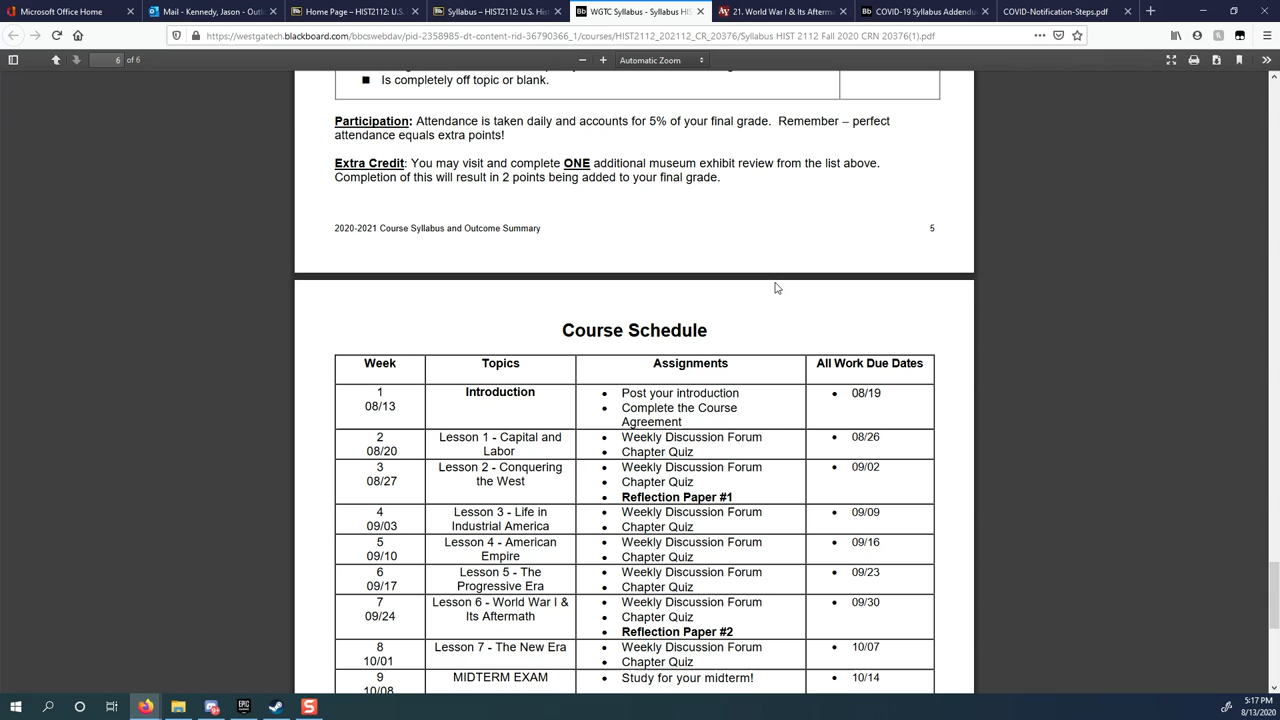 Microsoft Office Home
Mail - Kennedy, Jason - Outl
Home Page – HIST2112: U.S.
Syllabus – HIST2112: U.S. Hi
WGTC Syllabus - Syllabus HIS
21. World War I & Its Afterm
COVID-19 Syllabus Addendu
COVID-Notification-Steps.pdf
https://westgatech.blackboard.com/bbcswebdav/pid-2358985-dt-content-rid-36790366_1/courses/HIST2112_202112_CR_20376/Syllabus HIST 2112 Fall 2020 CRN 20376(1).pdf
6 of 6
Automatic Zoom
Is completely off topic or blank.
Participation: Attendance is taken daily and accounts for 5% of your final grade. Remember – perfect
attendance equals extra points!
Extra Credit: You may visit and complete ONE additional museum exhibit review from the list above.
Completion of this will result in 2 points being added to your final grade.
2020-2021 Course Syllabus and Outcome Summary 5
Course Schedule
Week Topics Assignments All Work Due Dates
1 Introduction • Post your introduction • 08/19
08/13 • Complete the Course
Agreement
2 Lesson 1 - Capital and • Weekly Discussion Forum • 08/26
08/20 Labor • Chapter Quiz
3 Lesson 2 - Conquering • Weekly Discussion Forum • 09/02
08/27 the West • Chapter Quiz
• Reflection Paper #1
4 Lesson 3 - Life in • Weekly Discussion Forum • 09/09
09/03 Industrial America • Chapter Quiz
5 Lesson 4 - American • Weekly Discussion Forum • 09/16
09/10 Empire • Chapter Quiz
6 Lesson 5 - The • Weekly Discussion Forum • 09/23
09/17 Progressive Era • Chapter Quiz
7 Lesson 6 - World War I & • Weekly Discussion Forum • 09/30
09/24 Its Aftermath • Chapter Quiz
• Reflection Paper #2
8 Lesson 7 - The New Era • Weekly Discussion Forum • 10/07
10/01 • Chapter Quiz
9 MIDTERM EXAM • Study for your midterm! • 10/14
10/08
5:17 PM
8/13/2020